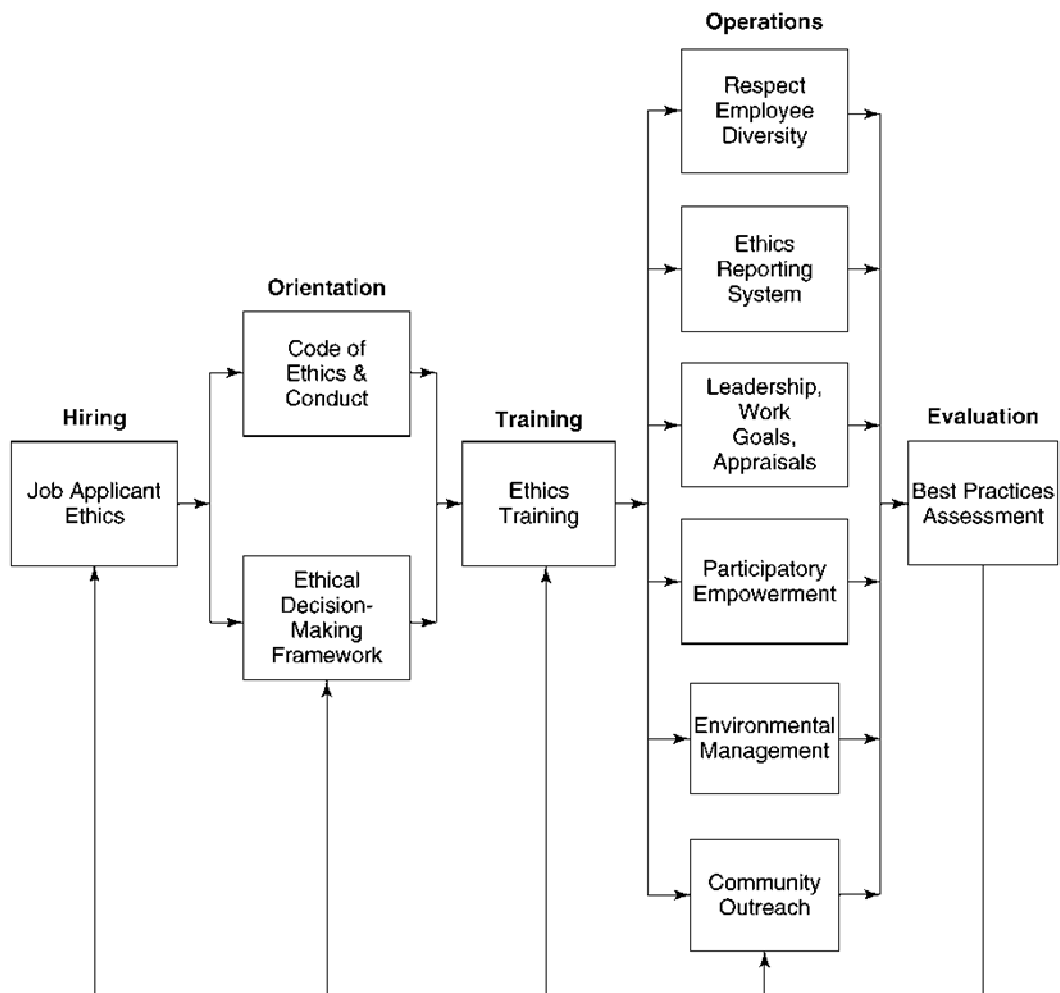 Operations
Respect
Employee
Diversity
Ethics
Reporting
System
Orientation
Code of
Ethics &
Conduct
Leadership,
Work
Goals,
Appraisals
Hiring
Training
Evaluation
Job Applicant
Ethics
Ethics
Training
Best Practices
Assessment
Ethical
Decision-
Making
Framework
Participatory
Empowerment
Environmental
Management
Community
Outreach